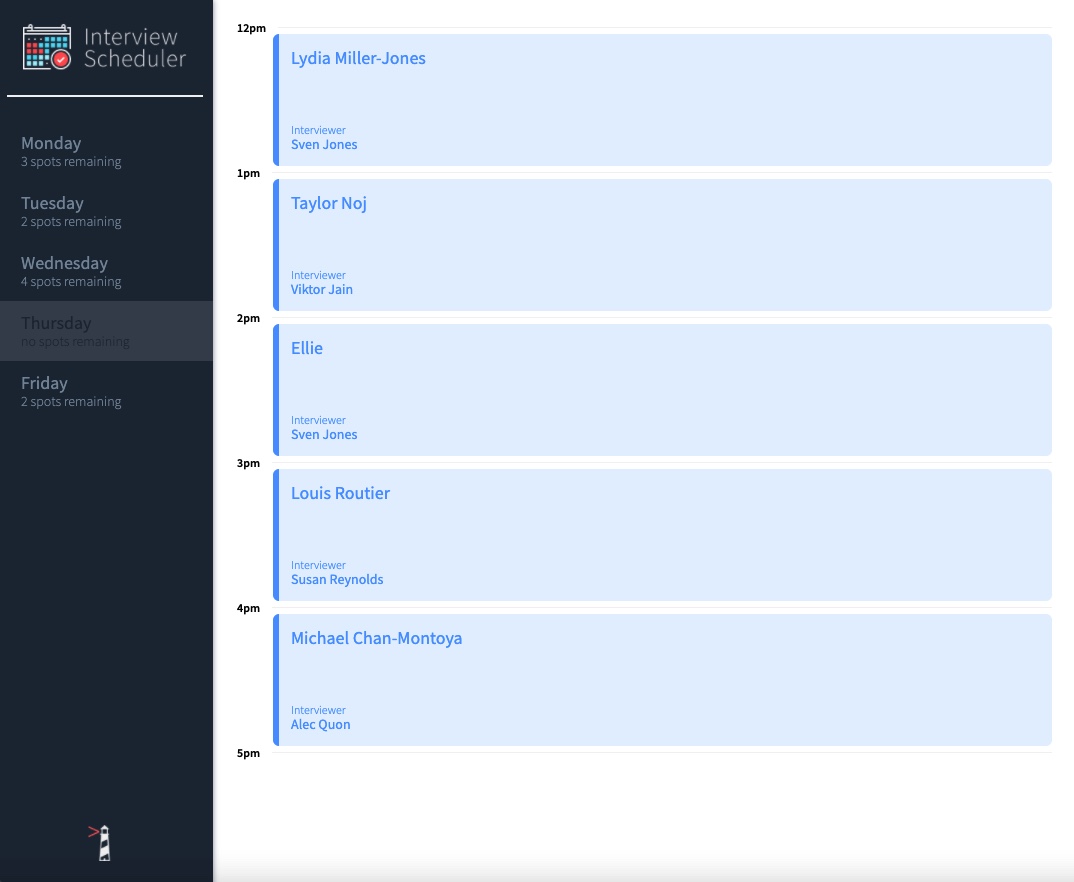 Interview
Scheduler
Monday
3 spots remaining
Tuesday
2 spots remaining
Wednesday
4 spots remaining
Thursday
no spots remaining
Friday
2 spots remaining
12pm
Lydia Miller-Jones
Interviewer
Sven Jones
1pm
Taylor Noj
Interviewer
Viktor Jain
2pm
Ellie
Interviewer
Sven Jones
3pm
Louis Routier
Interviewer
Susan Reynolds
4pm
Michael Chan-Montoya
Interviewer
Alec Quon
5pm